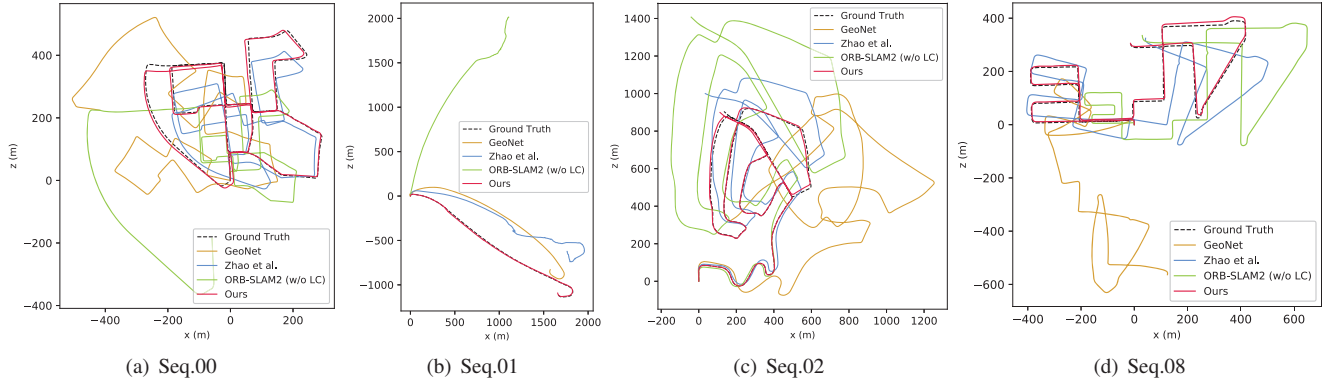 400
200
0
−200
−400
z (m)
−400 −200 0 200
x (m)
Ground Truth
GeoNet
Zhao et al.
ORB-SLAM2 (w/o LC)
Ours
(a) Seq.00
2000
1500
1000
500
0
−500
−1000
z (m)
0 500 1000 1500 2000
x (m)
Ground Truth
GeoNet
Zhao et al.
ORB-SLAM2 (w/o LC)
Ours
(b) Seq.01
1400
1200
1000
800
600
400
200
0
z (m)
−200 0 200 400 600 800 1000 1200
x (m)
Ground Truth
GeoNet
Zhao et al.
ORB-SLAM2 (w/o LC)
Ours
(c) Seq.02
400
200
0
−200
−400
−600
z (m)
−400 −200 0 200 400 600
x (m)
Ground Truth
GeoNet
Zhao et al.
ORB-SLAM2 (w/o LC)
Ours
(d) Seq.08